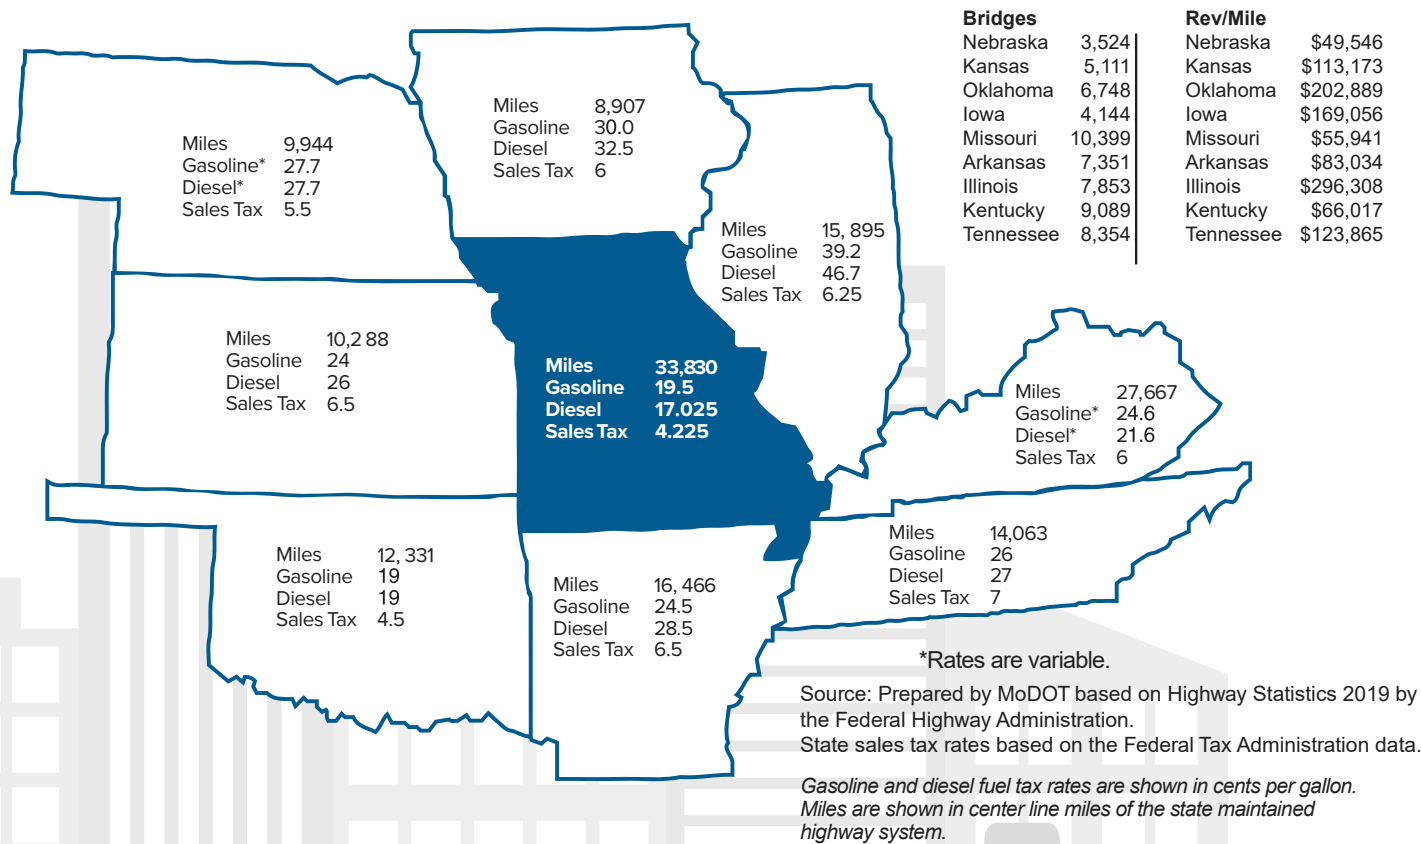 Bridges
Nebraska 3,524
Kansas 5,111
Oklahoma 6,748
Iowa 4,144
Missouri 10,399
Arkansas 7,351
Illinois 7,853
Kentucky 9,089
Tennessee 8,354
Rev/Mile
Nebraska $49,546
Kansas $113,173
Oklahoma $202,889
Iowa $169,056
Missouri $55,941
Arkansas $83,034
Illinois $296,308
Kentucky $66,017
Tennessee $123,865
Miles 9,944
Gasoline* 27.7
Diesel* 27.7
Sales Tax 5.5
Miles 8,907
Gasoline 30.0
Diesel 32.5
Sales Tax 6
Miles 15, 895
Gasoline 39.2
Diesel 46.7
Sales Tax 6.25
Miles 10,2 88
Gasoline 24
Diesel 26
Sales Tax 6.5
Miles 33,830
Gasoline 19.5
Diesel 17.025
Sales Tax 4.225
Miles 27,667
Gasoline* 24.6
Diesel* 21.6
Sales Tax 6
Miles 12, 331
Gasoline 19
Diesel 19
Sales Tax 4.5
Miles 16, 466
Gasoline 24.5
Diesel 28.5
Sales Tax 6.5
Miles 14,063
Gasoline 26
Diesel 27
Sales Tax 7
*Rates are variable.
Source: Prepared by MoDOT based on Highway Statistics 2019 by
the Federal Highway Administration.
State sales tax rates based on the Federal Tax Administration data.
Gasoline and diesel fuel tax rates are shown in cents per gallon.
Miles are shown in center line miles of the state maintained
highway system.